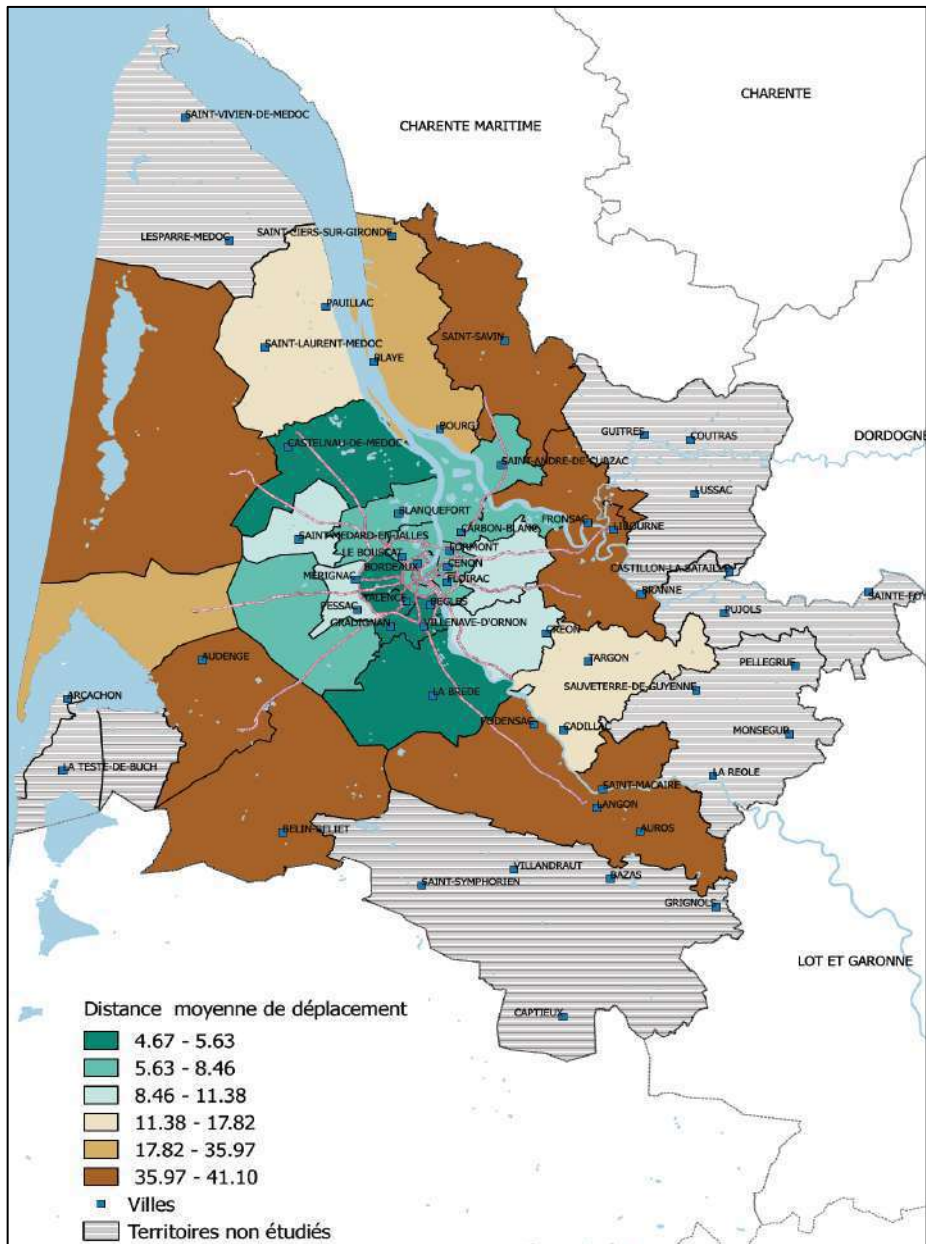 CHARENTE
SAINT-VIVIEN-DE-MEDOC
CHARENTE MARITIME
SAINT-CIERS-SUR-GIRONDE
LESPARRE-MEDOC
PAUILLAC
SAINT-SAVIN
SAINT-LAURENT-MEDOC
BLAYE
BOURG
GUITRES
COUTRAS
DORDOGNE
CASTELNAU-DE-MEDOC
SAINT-ANDRE-DE-CUBZAC
LUSSAC
BLANQUEFORT
FRONSAC
LIBOURNE
CARBON-BLANC
SAINT-MEDARD-EN-JALLES
LORMONT
LE BOUSCAT
BORDEAUX
CENON
CASTILLON-LA-BATAILLE
MERIGNAC
FLOIRAC
BRANNE
SAINTE-FOY
TALENCE
BEGLES
PESSAC
PUJOLS
GRADIGNAN
VILLENAVE-D'ORNON
CREON
AUDENGE
TARGON
PELLEGRUE
SAUVETERRE-DE-GUYENNE
ARCACHON
LA BREDE
PODENSAC
CADILLAC
MONSEGUR
LA TESTE-DE-BUCH
LA REOLE
SAINT-MACAIRE
LANGON
BELIN-BELIET
AUROS
VILLANDRAUT
BAZAS
SAINT-SYMPHORIEN
GRIGNOLS
LOT ET GARONNE
CAPTIEUX
Distance moyenne de déplacement
4.67 - 5.63
5.63 - 8.46
8.46 - 11.38
11.38 - 17.82
17.82 - 35.97
35.97 - 41.10
Villes
Territoires non étudiés